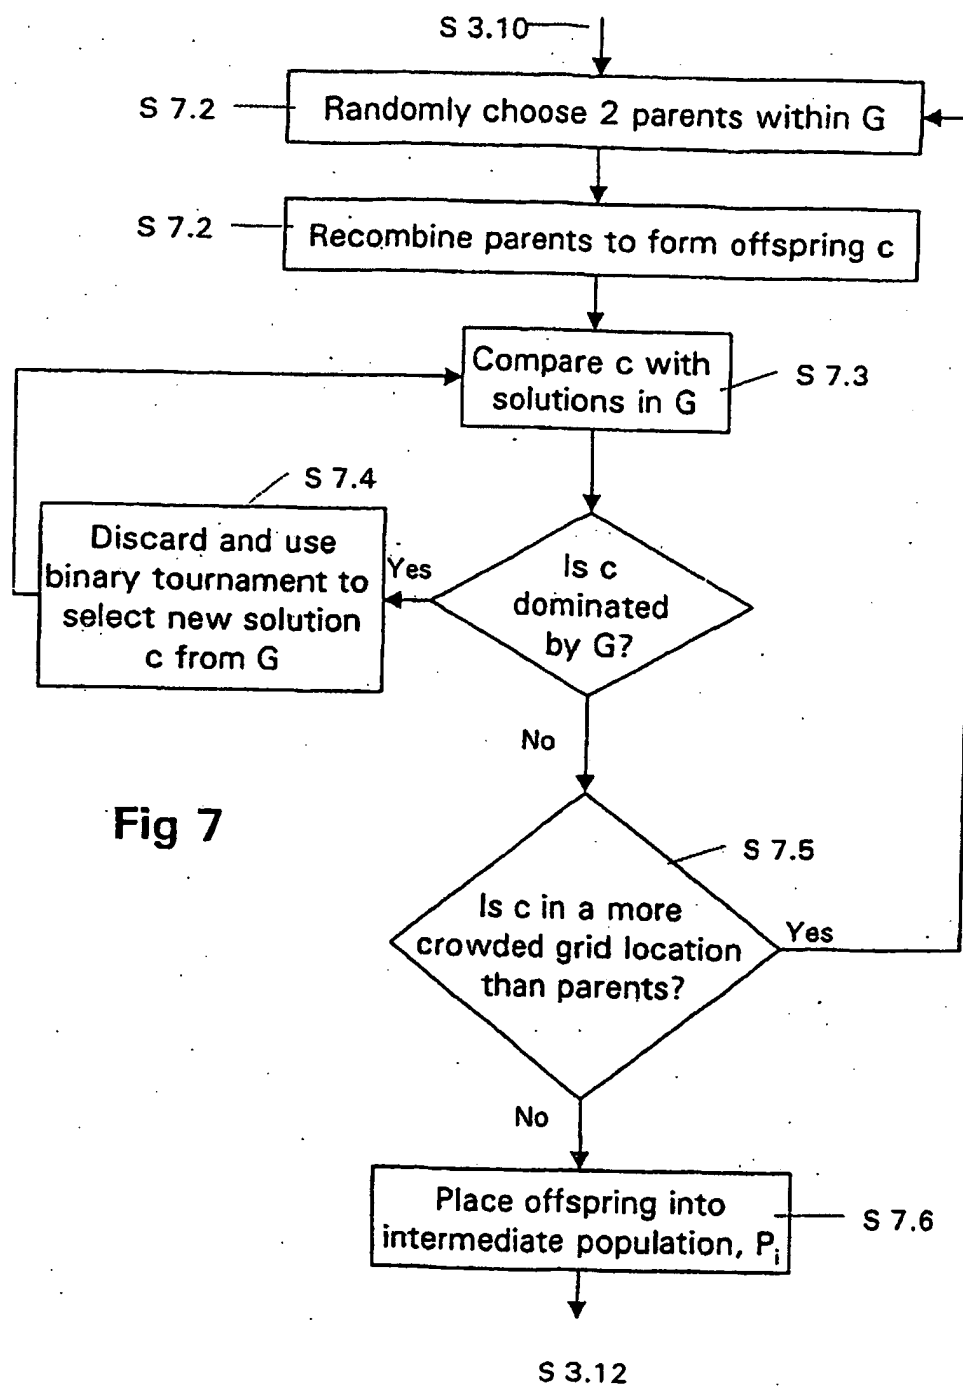 S 3.10
S 7.2
Randomly choose 2 parents within G
S 7.2
Recombine parents to form offspring c
Compare c with
solutions in G
S 7.3
S 7.4
Discard and use
binary tournament to
select new solution
c from G
Yes
Is c
dominated
by G?
No
Fig 7
S 7.5
Is c in a more
crowded grid location
than parents?
Yes
No
Place offspring into
intermediate population, Pi
S 7.6
S 3.12